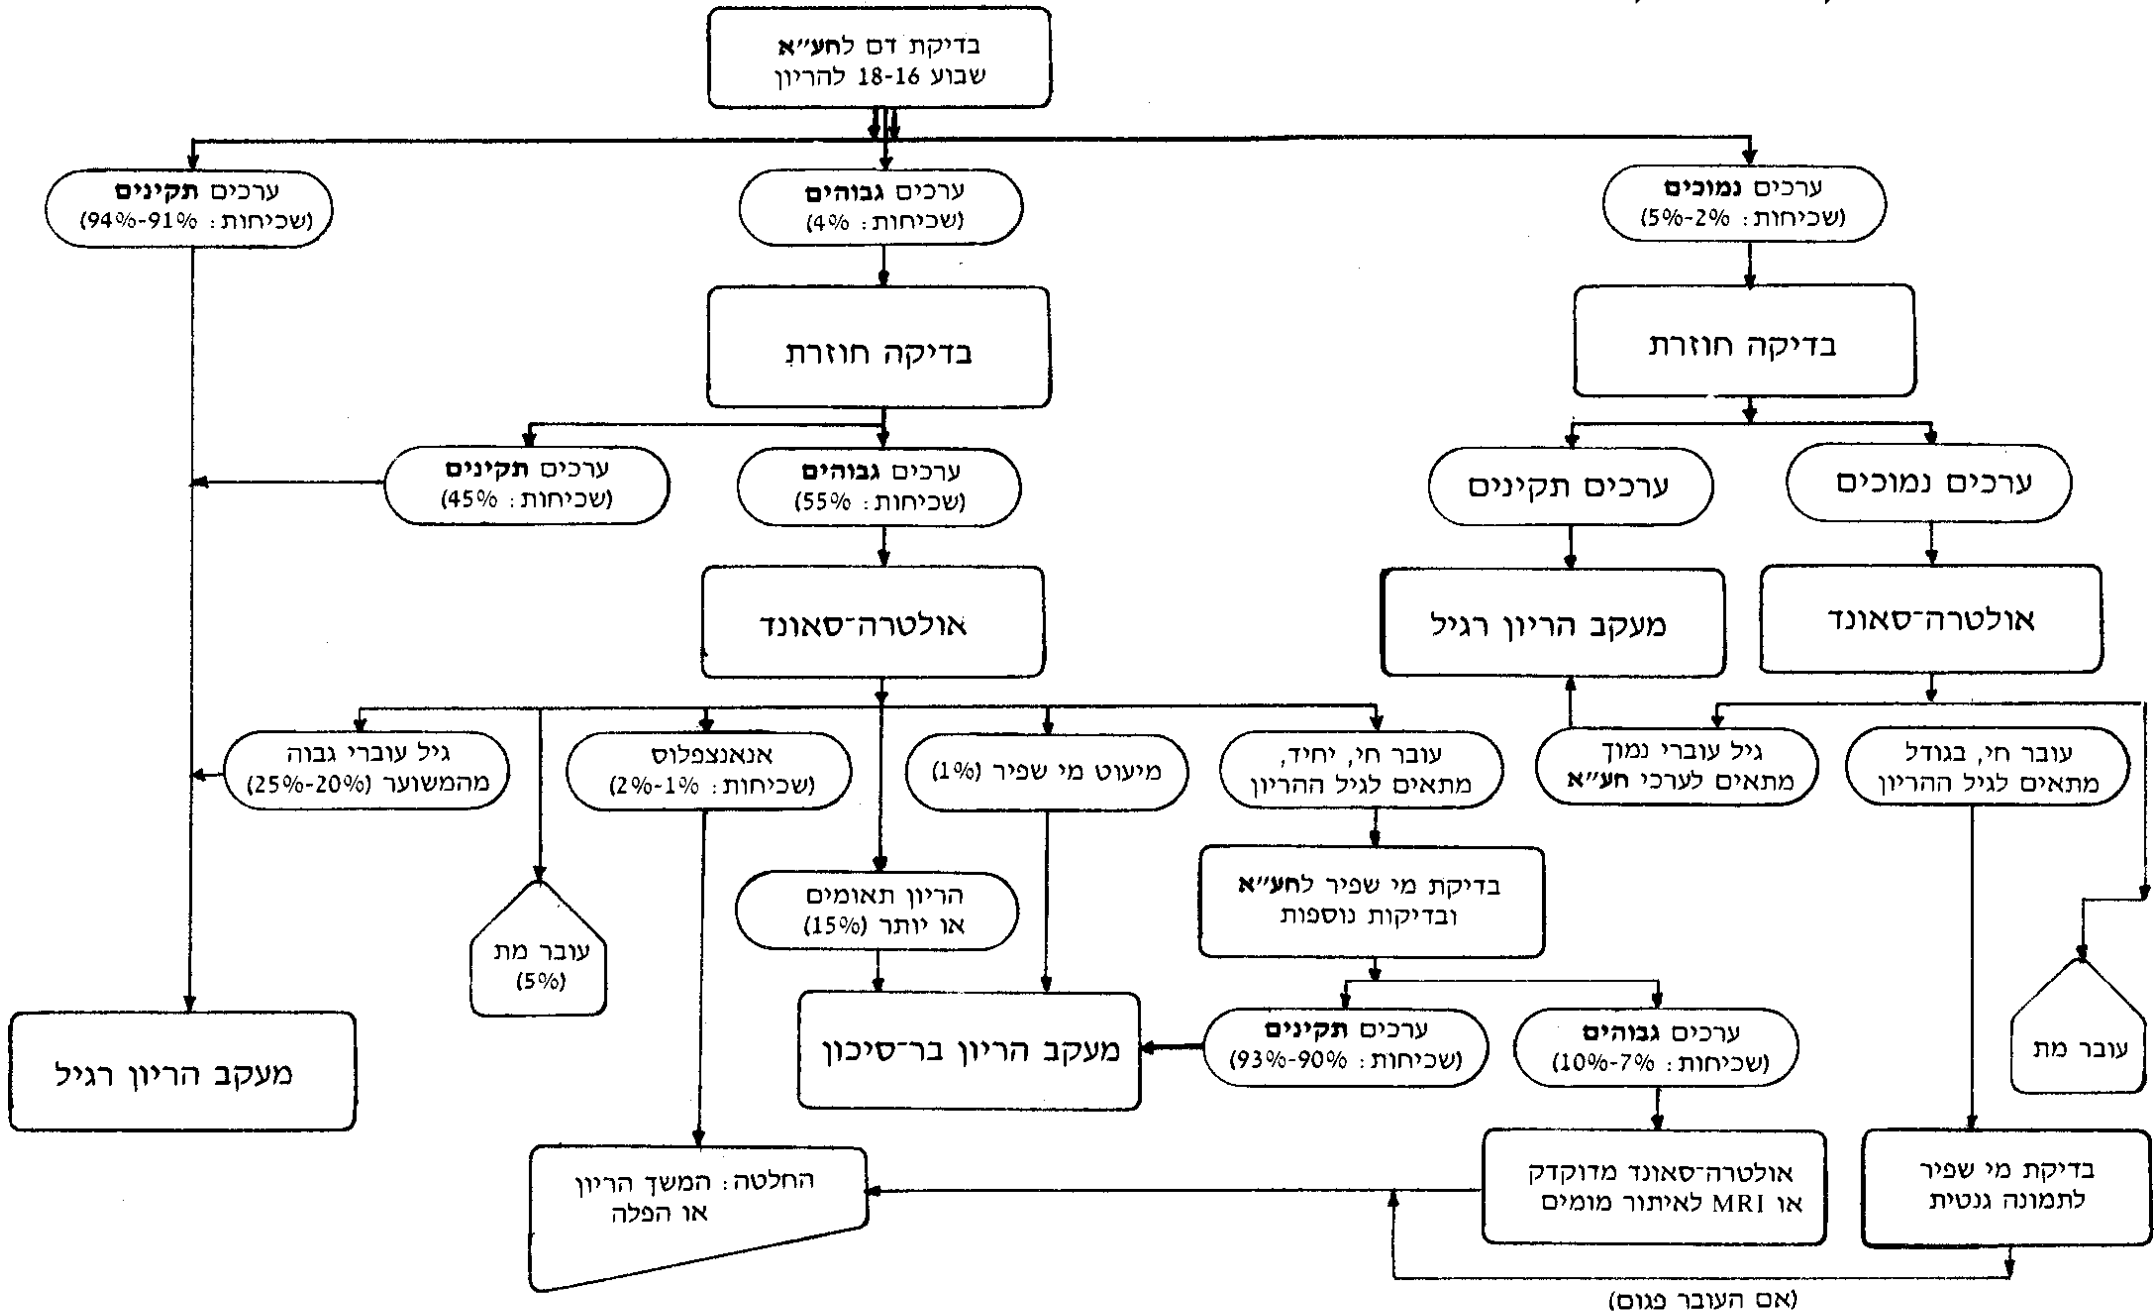 בדיקת דם לחע״א
שבוע 18-16 להריון
ערכים נמוכים
(שכיחות: 5%-2%)
ערכים גבוהים
(שכיחות: 4%)
ערכים תקינים
(שכיחות: 94%-91%)
בדיקה חוזרת
בדיקה חוזרת
ערכים נמוכים
ערכים תקינים
ערכים גבוהים
(שכיחות: 55%)
ערכים תקינים
(שכיחות: 45%)
אולטרה־סאונד
מעקב הריון רגיל
אולטרה־סאונד
עובר חי, בגודל
מתאים לגיל ההריון
גיל עוברי נמוך
מתאים לערכי חע״א
עובר חי, יחיד,
מתאים לגיל ההריון
מיעוט מי שפיר (1%)
אנאנצפלוס
(שכיחות: 2%-1%)
גיל עוברי גבוה
מהמשוער (25%-20%)
בדיקת מי שפיר לחע״א
ובדיקות נוספות
הריון תאומים
או יותר (15%)
עובר מת
(5%)
עובר מת
ערכים גבוהים
(שכיחות: 10%-7%)
ערכים תקינים
(שכיחות: 93%-90%)
מעקב הריון בר־סיכון
מעקב הריון רגיל
בדיקת מי שפיר
לתמונה גנטית
אולטרה־סאונד מדוקדק
או MRI לאיתור מומים
החלטה: המשך הריון
או הפלה
(אם העובר פגום)